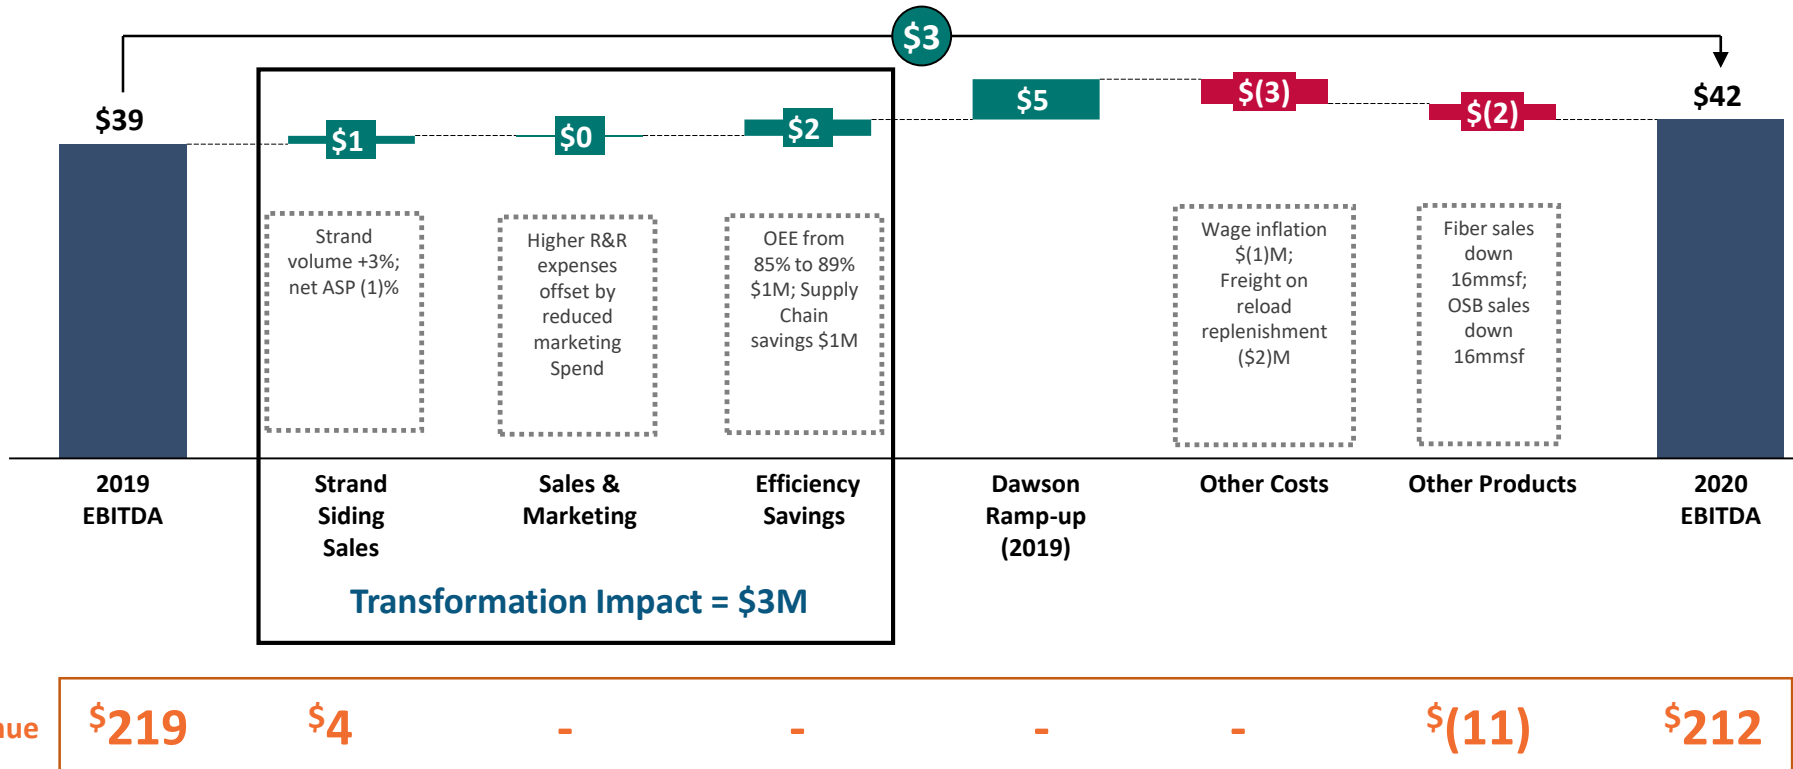 $3
$39
$1
$0
$2
$5
$(3)
$(2)
$42
Strand
volume +3%;
net ASP (1)%
Higher R&R
expenses
offset by
reduced
marketing
Spend
OEE from
85% to 89%
$1M; Supply
Chain
savings $1M
Wage inflation
$(1)M;
Freight on
reload
replenishment
($2)M
Fiber sales
down
16mmsf;
OSB sales
down
16mmsf
2019
EBITDA
Strand
Siding
Sales
Sales &
Marketing
Efficiency
Savings
Dawson
Ramp-up
(2019)
Other Costs
Other Products
2020
EBITDA
Transformation Impact = $3M
nue $219 $4 - - - - $(11) $212